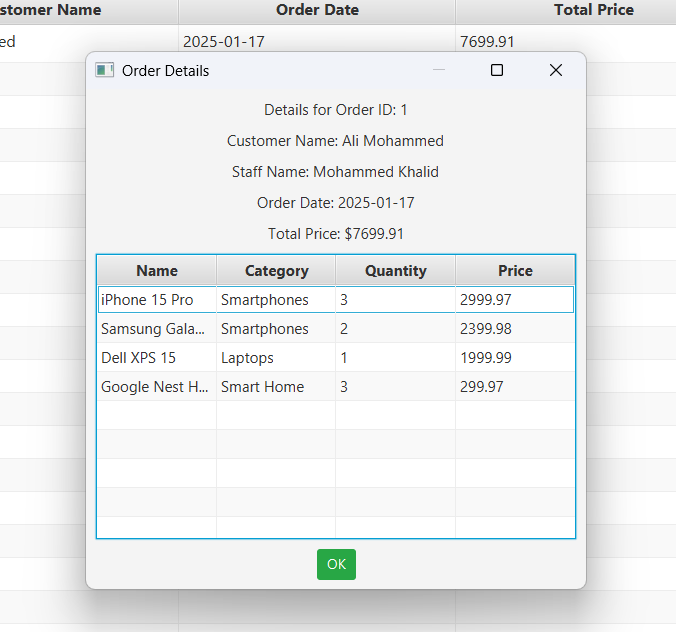 stomer Name Order Date Total Price
ed 2025-01-17 7699.91
Order Details
Details for Order ID: 1
Customer Name: Ali Mohammed
Staff Name: Mohammed Khalid
Order Date: 2025-01-17
Total Price: $7699.91
Name Category Quantity Price
iPhone 15 Pro Smartphones 3 2999.97
Samsung Gala... Smartphones 2 2399.98
Dell XPS 15 Laptops 1 1999.99
Google Nest H... Smart Home 3 299.97
OK